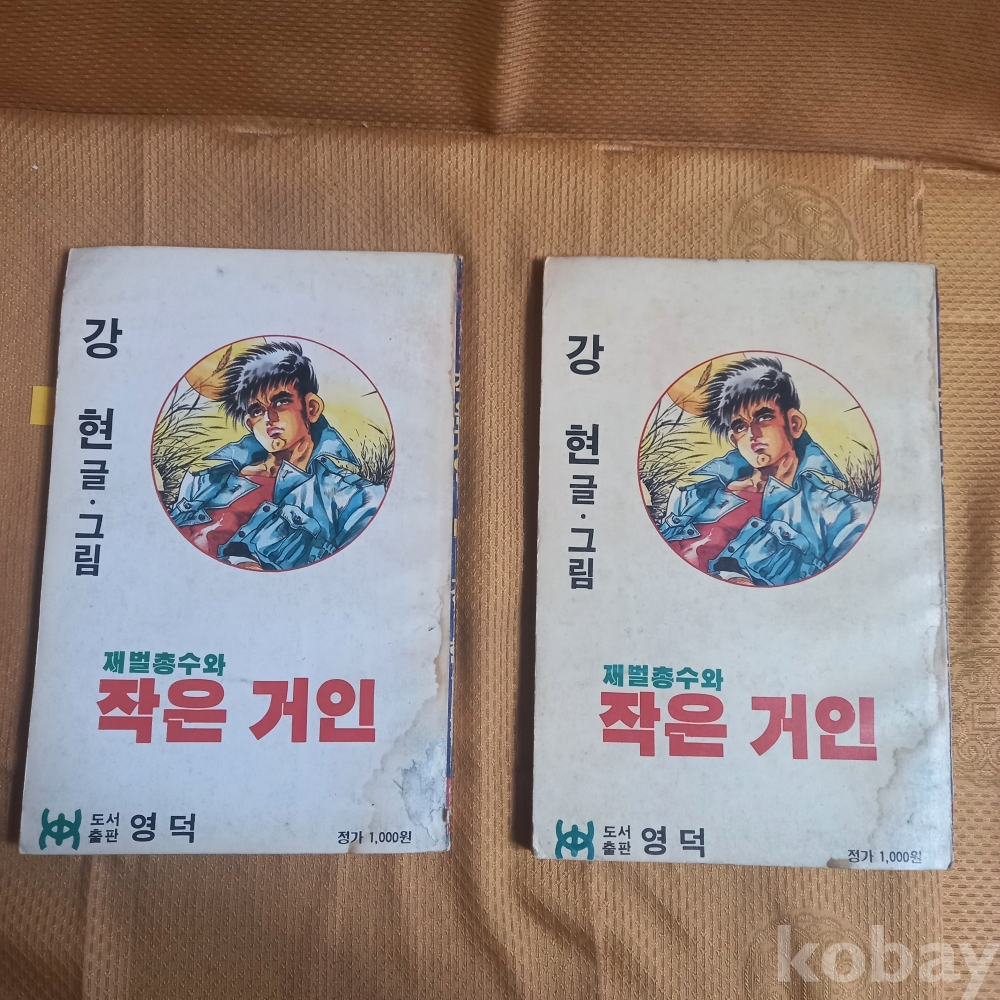 강 현 글·그림
재벌총수와
작은 거인
도서출판 영덕
정가 1,000원
강 현 글·그림
재벌총수와
작은 거인
도서출판 영덕
정가 1,000원
kobay